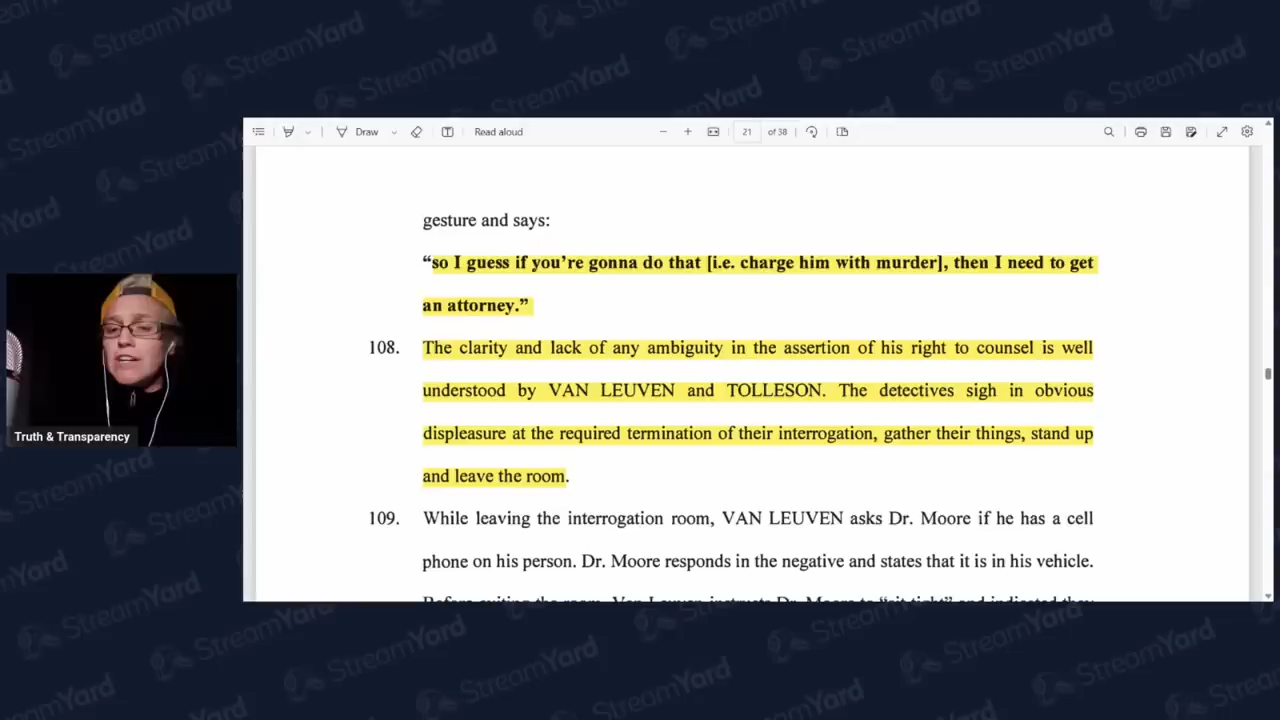 StreamYard
Draw
Read aloud
21 of 38
gesture and says:
“so I guess if you’re gonna do that [i.e. charge him with murder], then I need to get
an attorney.”
108. The clarity and lack of any ambiguity in the assertion of his right to counsel is well
understood by VAN LEUVEN and TOLLESON. The detectives sigh in obvious
displeasure at the required termination of their interrogation, gather their things, stand up
and leave the room.
109. While leaving the interrogation room, VAN LEUVEN asks Dr. Moore if he has a cell
phone on his person. Dr. Moore responds in the negative and states that it is in his vehicle.
Truth & Transparency